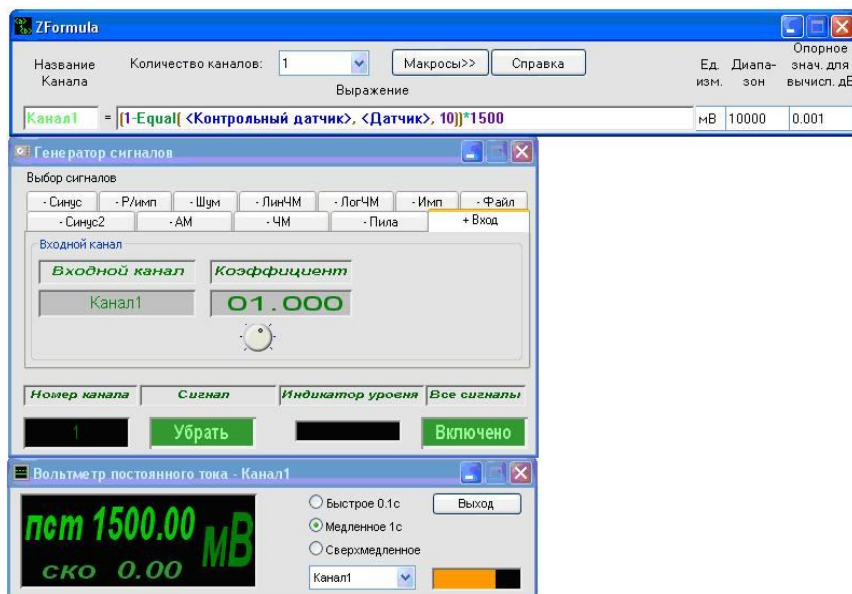 ZFormula
Название Канала
Количество каналов:
1
Макросы>>
Справка
Выражение
Ед. изм.
Диапа- зон
Опорное знач. для вычисл. дЕ
Канал1 = (1-Equal( <Контрольный датчик>, <Датчик>, 10))*1500
мВ
10000
0.001
Генератор сигналов
Выбор сигналов
- Синус
- Р/имп
- Шум
- ЛинЧМ
- ЛогЧМ
- Имп
- Файл
- Синус2
- АМ
- ЧМ
- Пила
+ Вход
Входной канал
Входной канал
Коэффициент
Канал1
01.000
Номер канала
Сигнал
Индикатор уровня
Все сигналы
1
Убрать
Включено
Вольтметр постоянного тока - Канал1
пст 1500.00 мВ
ско 0.00
Быстрое 0.1с
Медленное 1с
Сверхмедленное
Выход
Канал1